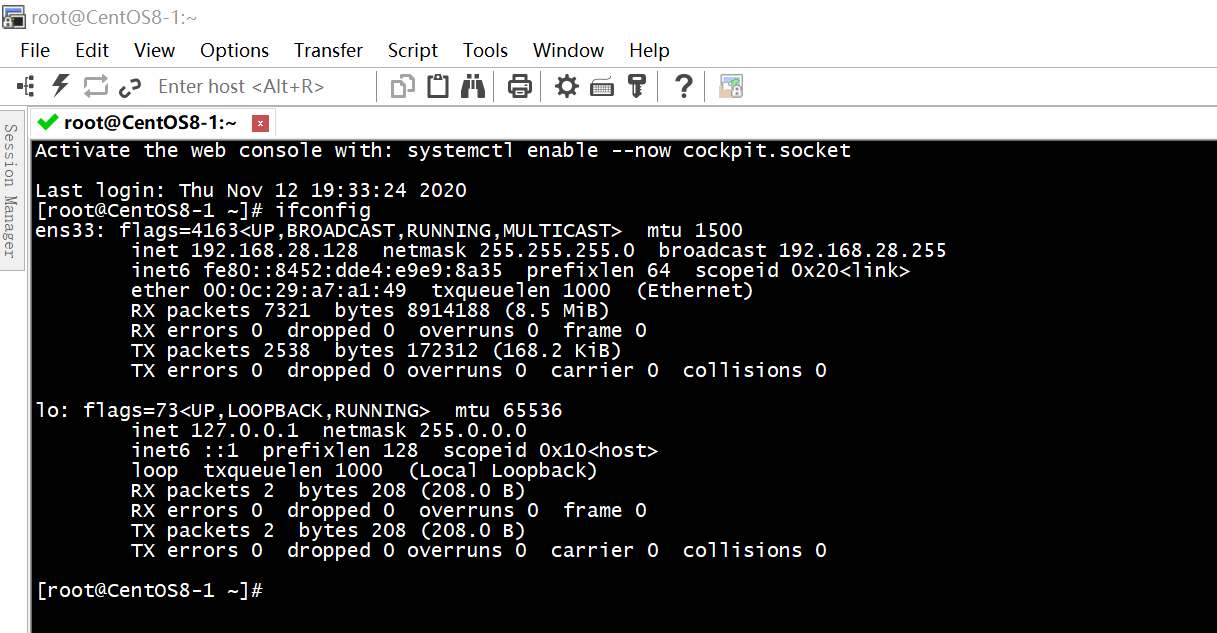 root@CentOS8-1:~
File Edit View Options Transfer Script Tools Window Help
Enter host <Alt+R>
Session Manager
root@CentOS8-1:~
Activate the web console with: systemctl enable --now cockpit.socket
Last login: Thu Nov 12 19:33:24 2020
[root@CentOS8-1 ~]# ifconfig
ens33: flags=4163<UP,BROADCAST,RUNNING,MULTICAST>  mtu 1500
        inet 192.168.28.128  netmask 255.255.255.0  broadcast 192.168.28.255
        inet6 fe80::8452:dde4:e9e9:8a35  prefixlen 64  scopeid 0x20<link>
        ether 00:0c:29:a7:a1:49  txqueuelen 1000  (Ethernet)
        RX packets 7321  bytes 8914188 (8.5 MiB)
        RX errors 0  dropped 0  overruns 0  frame 0
        TX packets 2538  bytes 172312 (168.2 KiB)
        TX errors 0  dropped 0 overruns 0  carrier 0  collisions 0
lo: flags=73<UP,LOOPBACK,RUNNING>  mtu 65536
        inet 127.0.0.1  netmask 255.0.0.0
        inet6 ::1  prefixlen 128  scopeid 0x10<host>
        loop  txqueuelen 1000  (Local Loopback)
        RX packets 2  bytes 208 (208.0 B)
        RX errors 0  dropped 0  overruns 0  frame 0
        TX packets 2  bytes 208 (208.0 B)
        TX errors 0  dropped 0 overruns 0  carrier 0  collisions 0
[root@CentOS8-1 ~]#